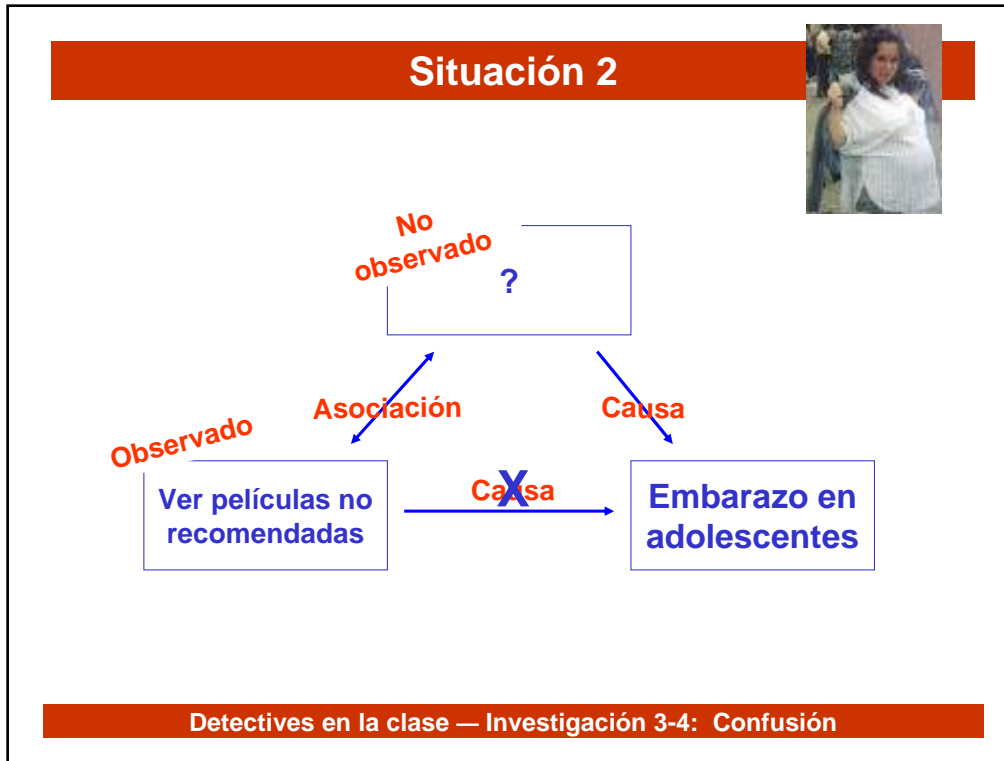 Situación 2
No
observado
?
Asociación
Causa
Observado
Ver películas no
recomendadas
Causa
X
Embarazo en
adolescentes
Detectives en la clase — Investigación 3-4: Confusión